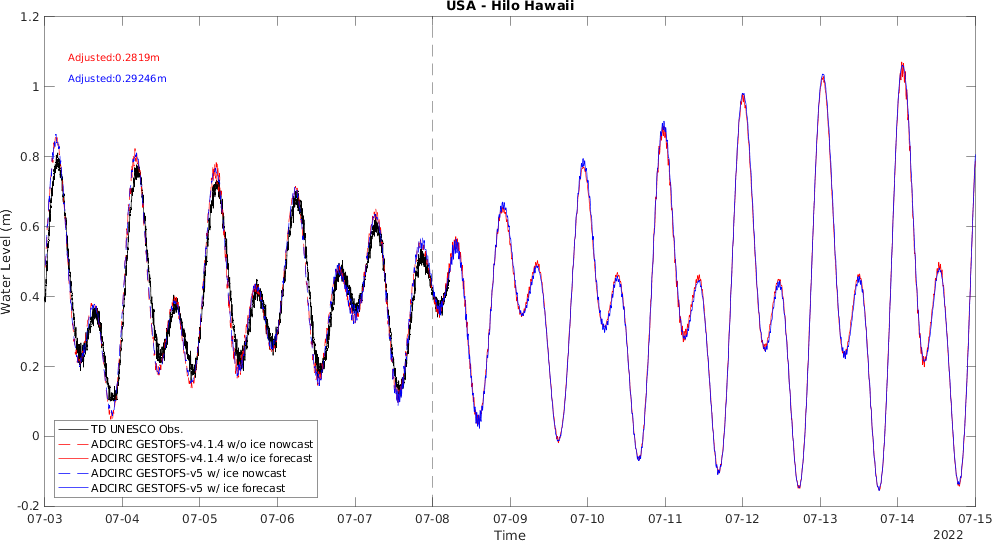 USA - Hilo Hawaii
1.2
Adjusted:0.2819m
Adjusted:0.29246m
1
0.8
0.6
0.4
0.2
0
-0.2
Water Level (m)
TD UNESCO Obs.
ADCIRC GESTOFS-v4.1.4 w/o ice nowcast
ADCIRC GESTOFS-v4.1.4 w/o ice forecast
ADCIRC GESTOFS-v5 w/ ice nowcast
ADCIRC GESTOFS-v5 w/ ice forecast
07-03 07-04 07-05 07-06 07-07 07-08 07-09 07-10 07-11 07-12 07-13 07-14 07-15
Time
2022